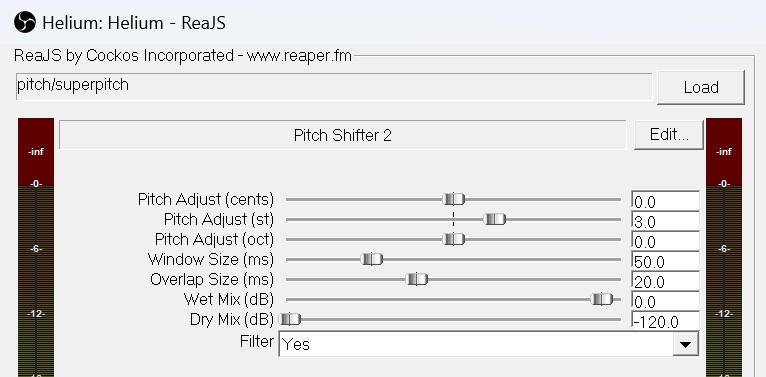 Helium: Helium - ReaJS
ReaJS by Cockos Incorporated - www.reaper.fm
pitch/superpitch
Load
-inf
Pitch Shifter 2
Edit...
-inf
-0-
-0-
Pitch Adjust (cents) 0.0
Pitch Adjust (st) 3.0
Pitch Adjust (oct) 0.0
-6-
-6-
Window Size (ms) 50.0
Overlap Size (ms) 20.0
Wet Mix (dB) 0.0
-12-
-12-
Dry Mix (dB) -120.0
Filter Yes